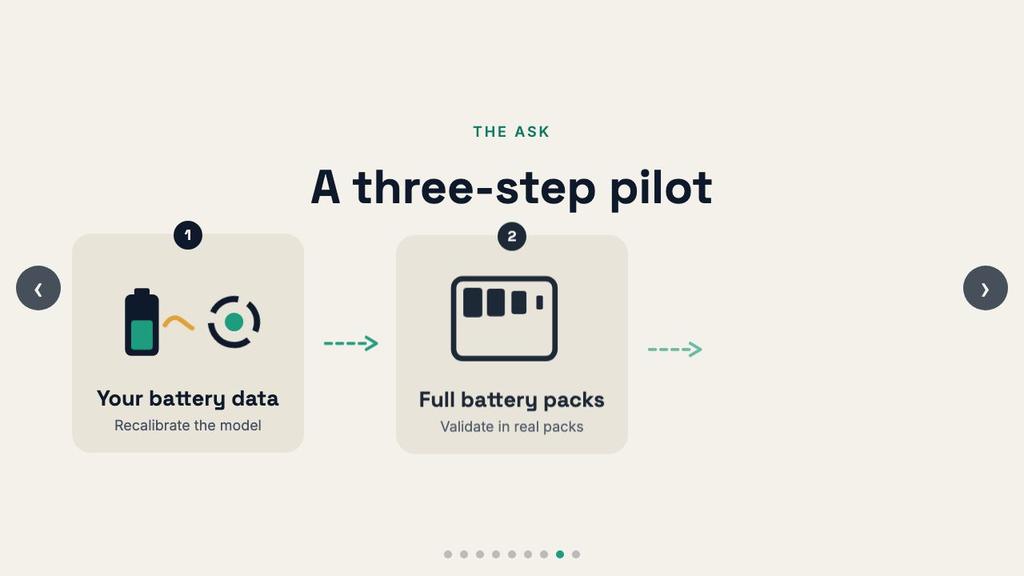 THE ASK
A three-step pilot
1
Your battery data
Recalibrate the model
2
Full battery packs
Validate in real packs